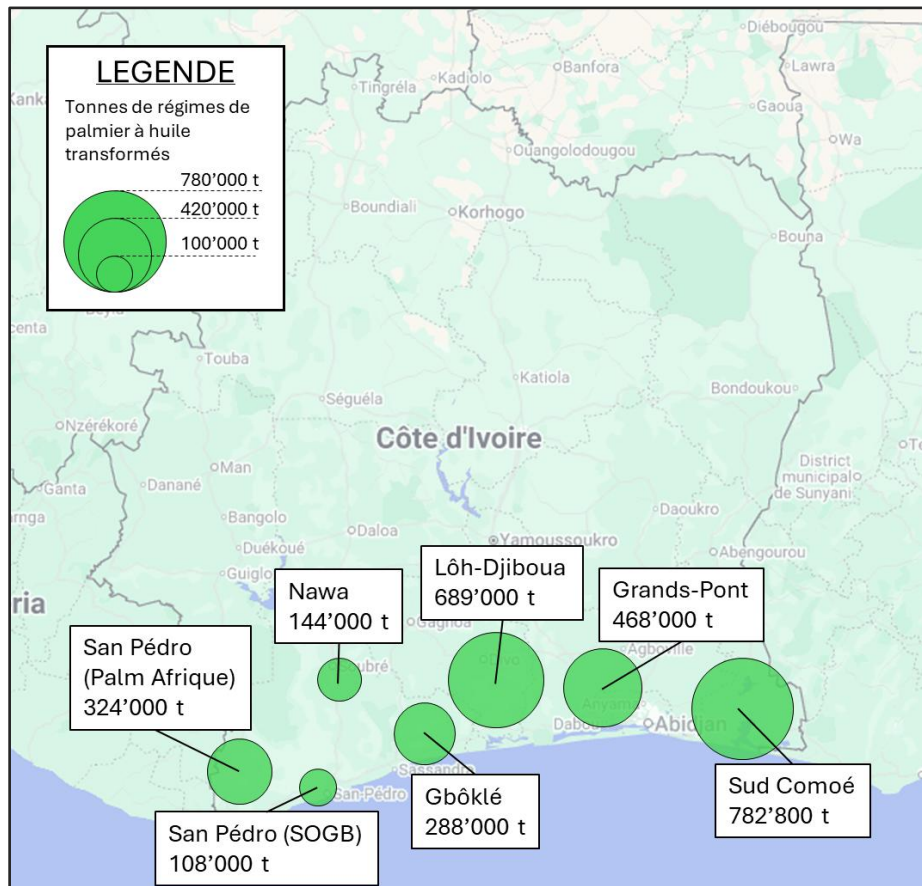 LEGENDE
Tonnes de régimes de
palmier à huile
transformés
780’000 t
420’000 t
100’000 t
Diébougou
Lawra
Kadiolo
Banfora
Tingréla
Gaoua
Wa
Ouangolodougou
Boundiali
Korhogo
Bouna
Touba
Katiola
Bondoukou
Séguéla
Nzérékoré
Côte d'Ivoire
Man
Danané
District
municipal
de Sunyani
Ganta
Bangolo
Daloa
Daoukro
Duékoué
Yamoussoukro
Abengourou
Guiglo
Nawa
144’000 t
Lôh-Djiboua
689’000 t
Grands-Pont
468’000 t
Gagnoa
San Pédro
(Palm Afrique)
324’000 t
Soubré
Divo
Agboville
Anyama
Dabou
Abidjan
Sassandra
San-Pédro
San Pédro (SOGB)
108’000 t
Gbôklé
288’000 t
Sud Comoé
782’800 t